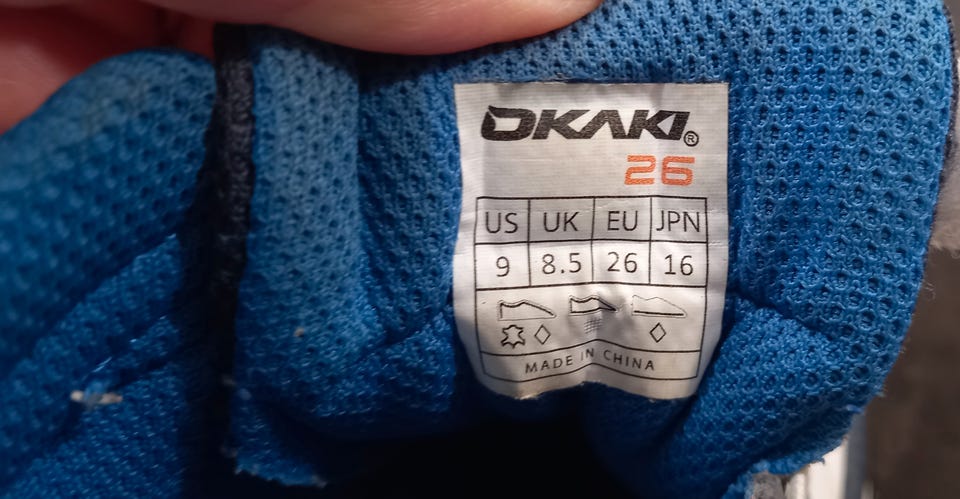 OKAKI®
26
US UK EU JPN
9 8.5 26 16
MADE IN CHINA